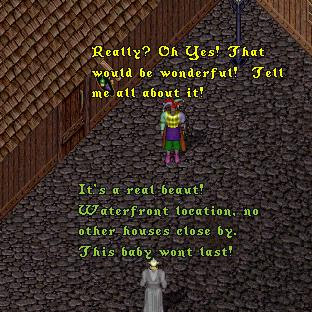 Really? Oh Yes! That
would be wonderful! Tell
me all about it!
It's a real beaut!
Waterfront location, no
other houses close by.
This baby wont last!